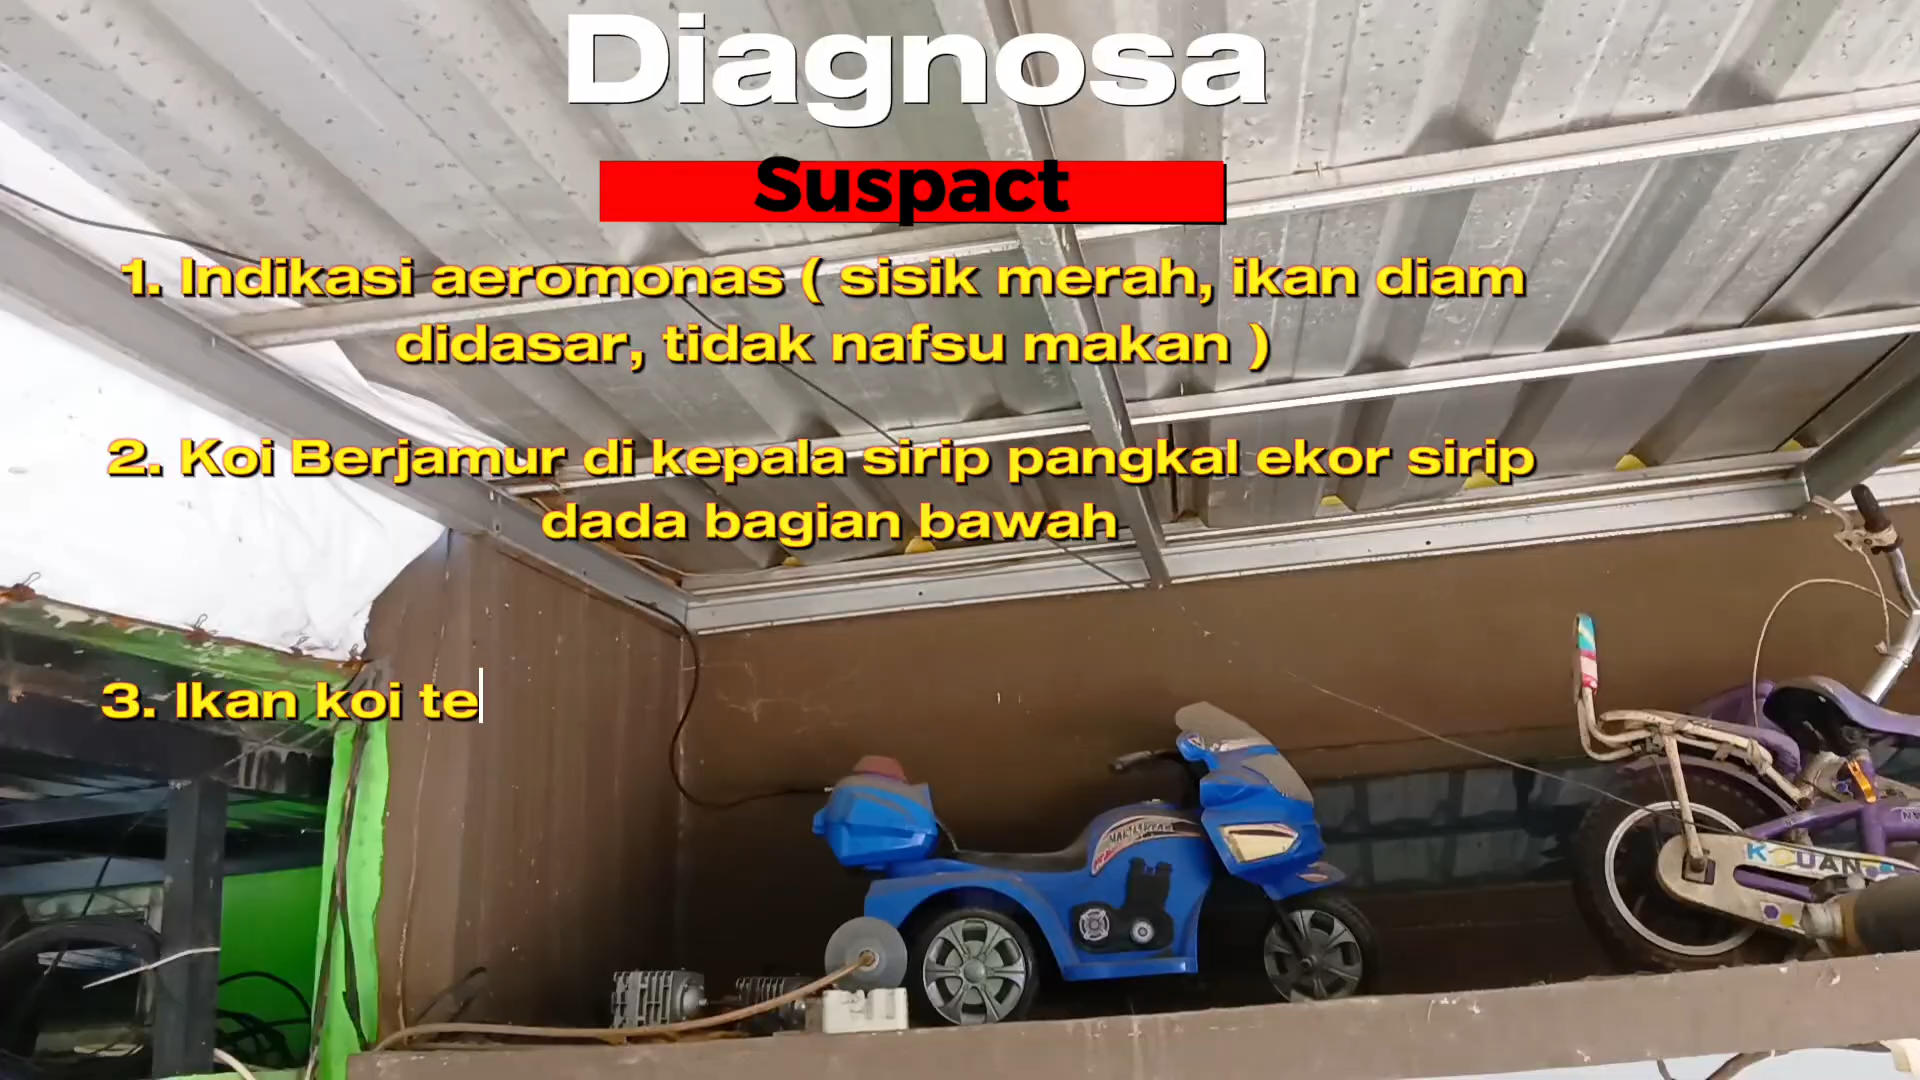 Diagnosa
Suspact
1. Indikasi aeromonas ( sisik merah, ikan diam
didasar, tidak nafsu makan )
2. Koi Berjamur di kepala sirip pangkal ekor sirip
dada bagian bawah
3. Ikan koi te